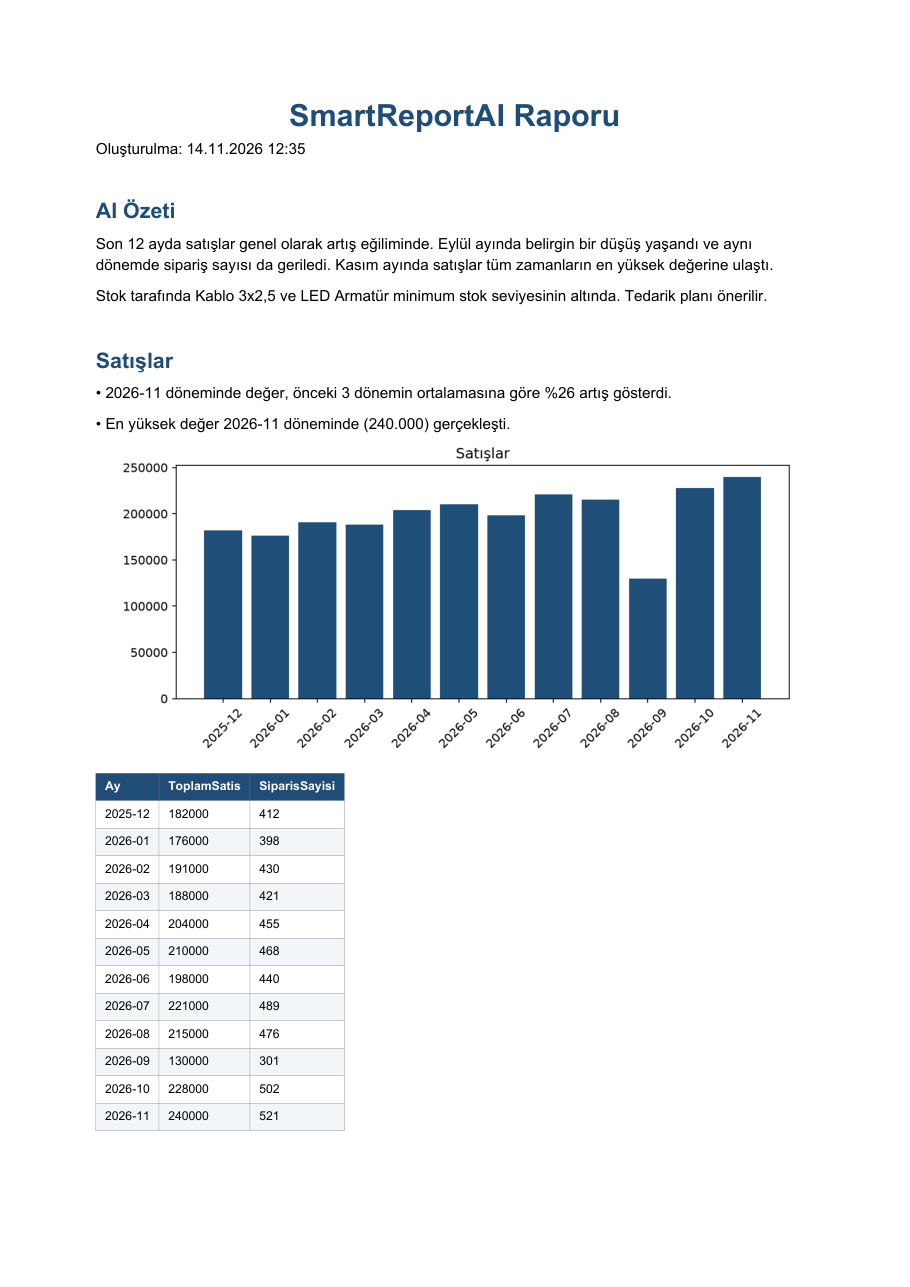 SmartReportAI Raporu
Oluşturulma: 14.11.2026 12:35
AI Özeti
Son 12 ayda satışlar genel olarak artış eğiliminde. Eylül ayında belirgin bir düşüş yaşandı ve aynı
dönemde sipariş sayısı da geriledi. Kasım ayında satışlar tüm zamanların en yüksek değerine ulaştı.
Stok tarafında Kablo 3x2,5 ve LED Armatür minimum stok seviyesinin altında. Tedarik planı önerilir.
Satışlar
• 2026-11 döneminde değer, önceki 3 dönemin ortalamasına göre %26 artış gösterdi.
• En yüksek değer 2026-11 döneminde (240.000) gerçekleşti.
Satışlar
250000
200000
150000
100000
50000
0
2025-12 2026-01 2026-02 2026-03 2026-04 2026-05 2026-06 2026-07 2026-08 2026-09 2026-10 2026-11
Ay ToplamSatis SiparisSayisi
2025-12 182000 412
2026-01 176000 398
2026-02 191000 430
2026-03 188000 421
2026-04 204000 455
2026-05 210000 468
2026-06 198000 440
2026-07 221000 489
2026-08 215000 476
2026-09 130000 301
2026-10 228000 502
2026-11 240000 521